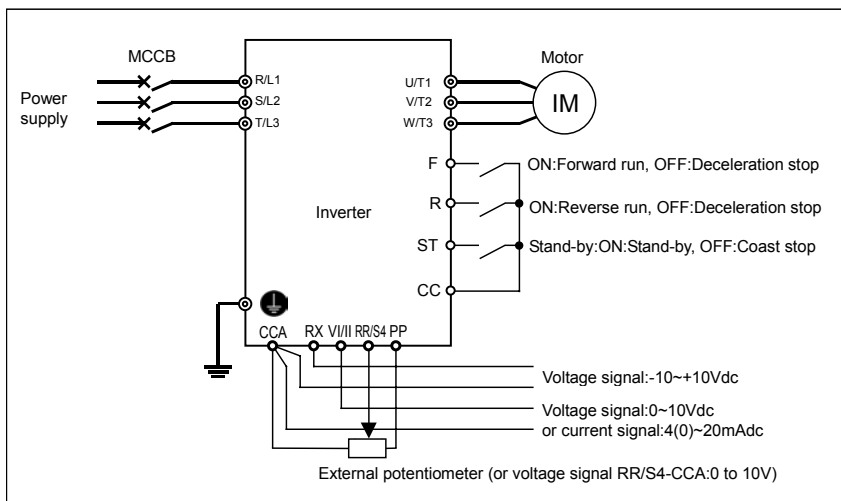 MCCB
Motor
Power
supply
R/L1
S/L2
T/L3
U/T1
V/T2
W/T3
IM
F
ON:Forward run, OFF:Deceleration stop
R
ON:Reverse run, OFF:Deceleration stop
Inverter
ST
Stand-by:ON:Stand-by, OFF:Coast stop
CC
CCA RX VI/II RR/S4 PP
Voltage signal:-10~+10Vdc
Voltage signal:0~10Vdc
or current signal:4(0)~20mAdc
External potentiometer (or voltage signal RR/S4-CCA:0 to 10V)